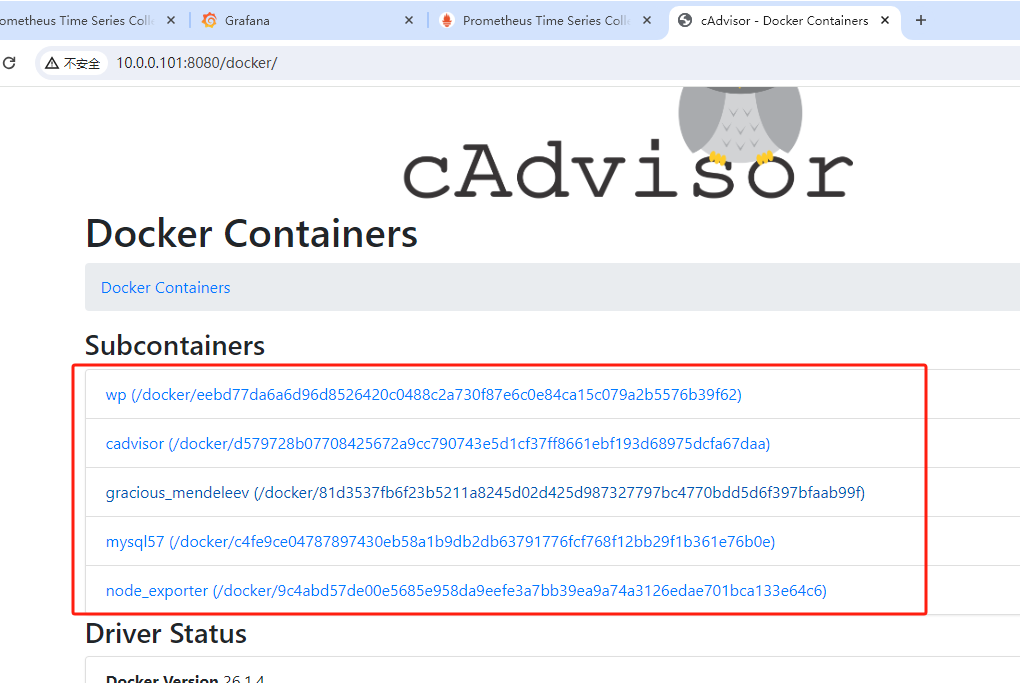 ometheus Time Series Coll
Grafana
Prometheus Time Series Coll
cAdvisor - Docker Containers
不安全
10.0.0.101:8080/docker/
cAdvisor
Docker Containers
Docker Containers
Subcontainers
wp (/docker/eebd77da6a6d96d8526420c0488c2a730f87e6c0e84ca15c079a2b5576b39f62)
cadvisor (/docker/d579728b07708425672a9cc790743e5d1cf37ff8661ebf193d68975dcfa67daa)
gracious_mendeleev (/docker/81d3537fb6f23b5211a8245d02d425d987327797bc4770bdd5d6f397bfaab99f)
mysql57 (/docker/c4fe9ce04787897430eb58a1b9db2db63791776fcf768f12bb29f1b361e76b0e)
node_exporter (/docker/9c4abd57de00e5685e958da9eefe3a7bb39ea9a74a3126edae701bca133e64c6)
Driver Status
Docker Version 26.1.4